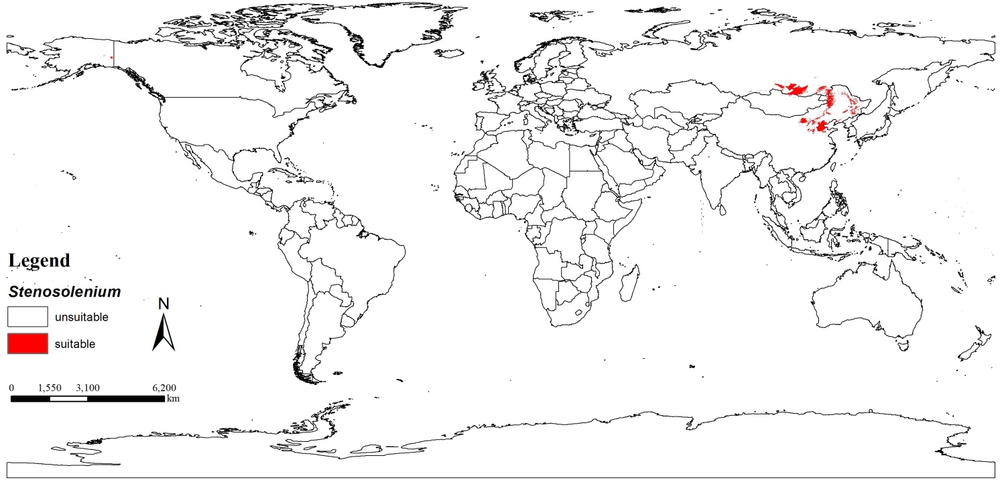 Legend
Stenosolenium
N
unsuitable
suitable
0 1,550 3,100 6,200
km